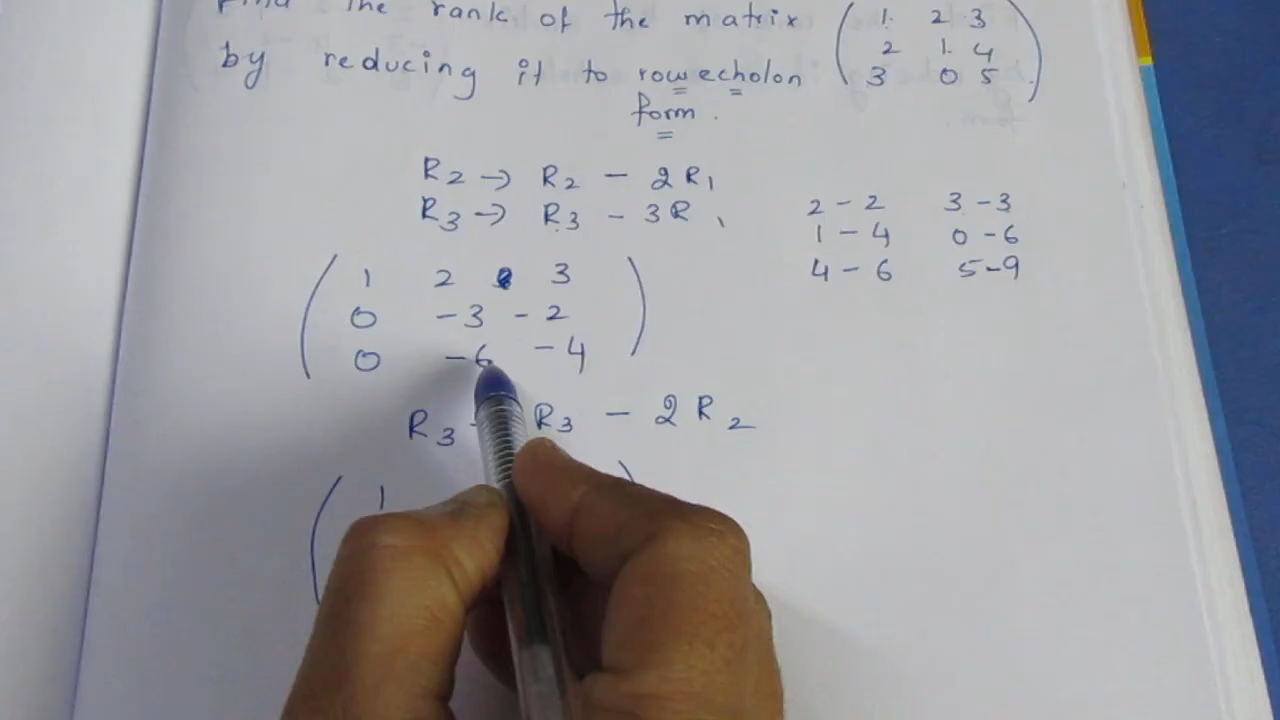 Find the rank of the matrix ( 1 2 3
2 1 4
3 0 5 )
by reducing it to row echolon
form.
R2 → R2 - 2R1
R3 → R3 - 3R1
2 - 2 3 - 3
1 - 4 0 - 6
4 - 6 5 - 9
( 1 2 3
0 -3 -2
0 -6 -4 )
R3 - R3 - 2R2
( 1 )